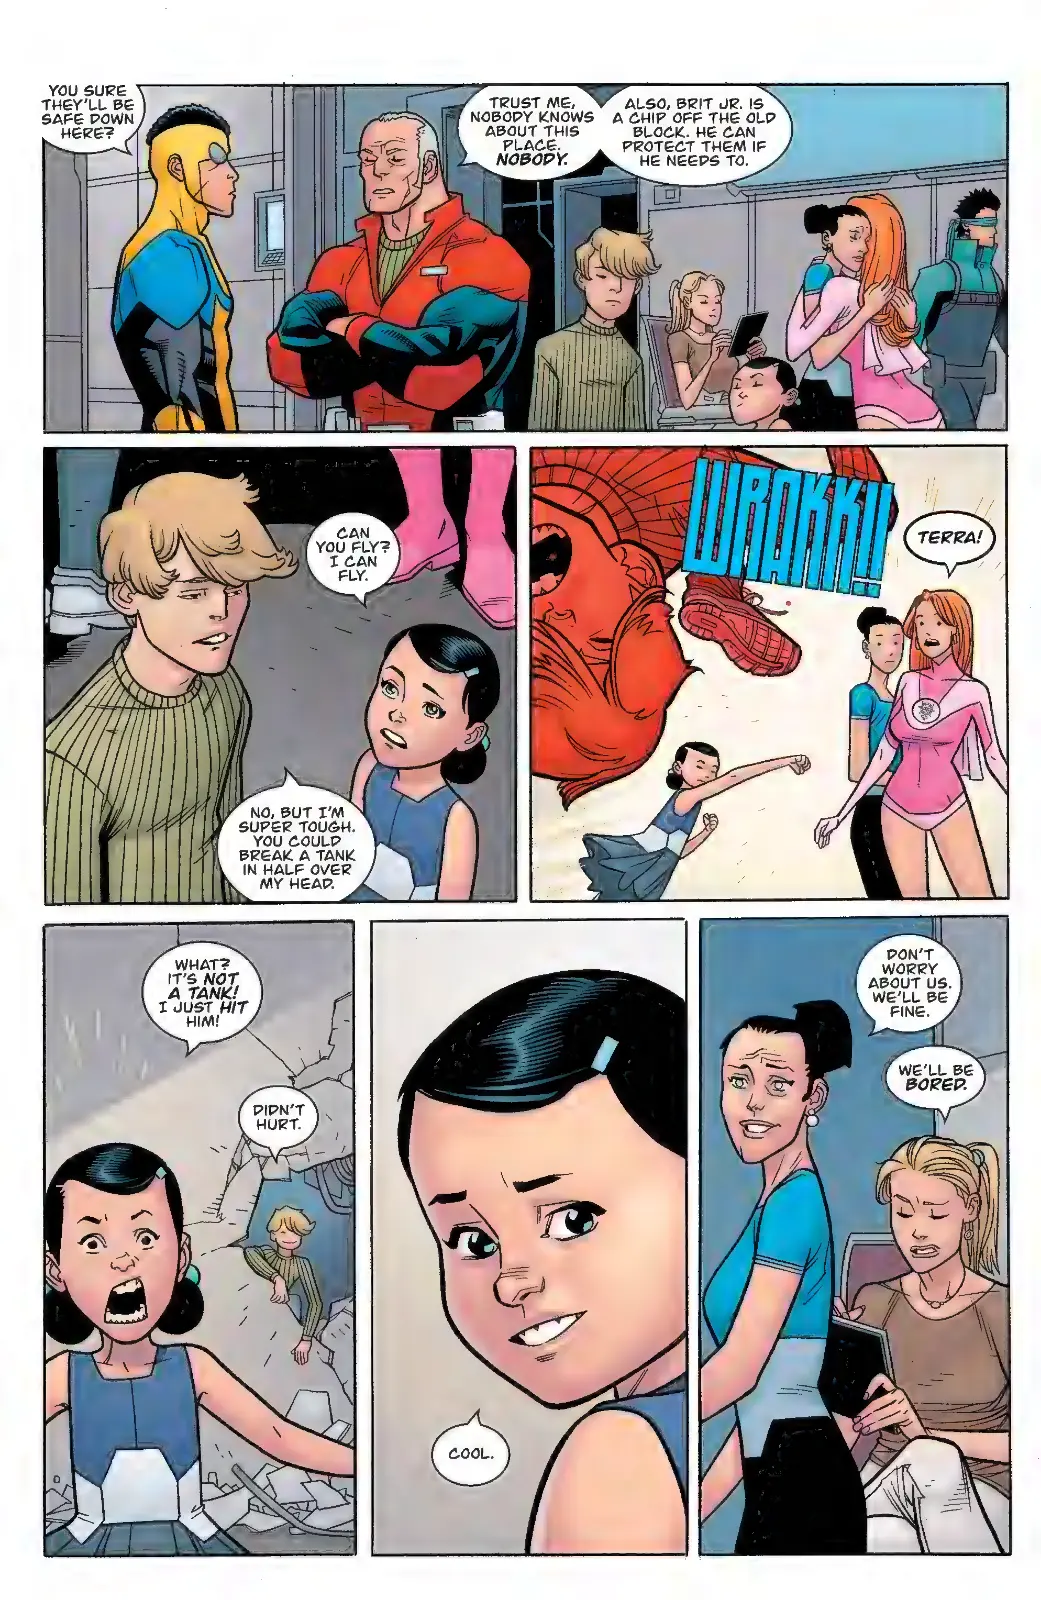 YOU SURE
THEY'LL BE
SAFE DOWN
HERE?
TRUST ME,
NOBODY KNOWS
ABOUT THIS
PLACE.
NOBODY.
ALSO, BRIT JR. IS
A CHIP OFF THE OLD
BLOCK. HE CAN
PROTECT THEM IF
HE NEEDS TO.
CAN
YOU FLY?
I CAN
FLY.
NO, BUT I'M
SUPER TOUGH.
YOU COULD
BREAK A TANK
IN HALF OVER
MY HEAD.
WRAKK!!
TERRA!
WHAT?
IT'S NOT
A TANK!
I JUST HIT
HIM!
DIDN'T
HURT.
COOL.
DON'T
WORRY
ABOUT US.
WE'LL BE
FINE.
WE'LL BE
BORED.